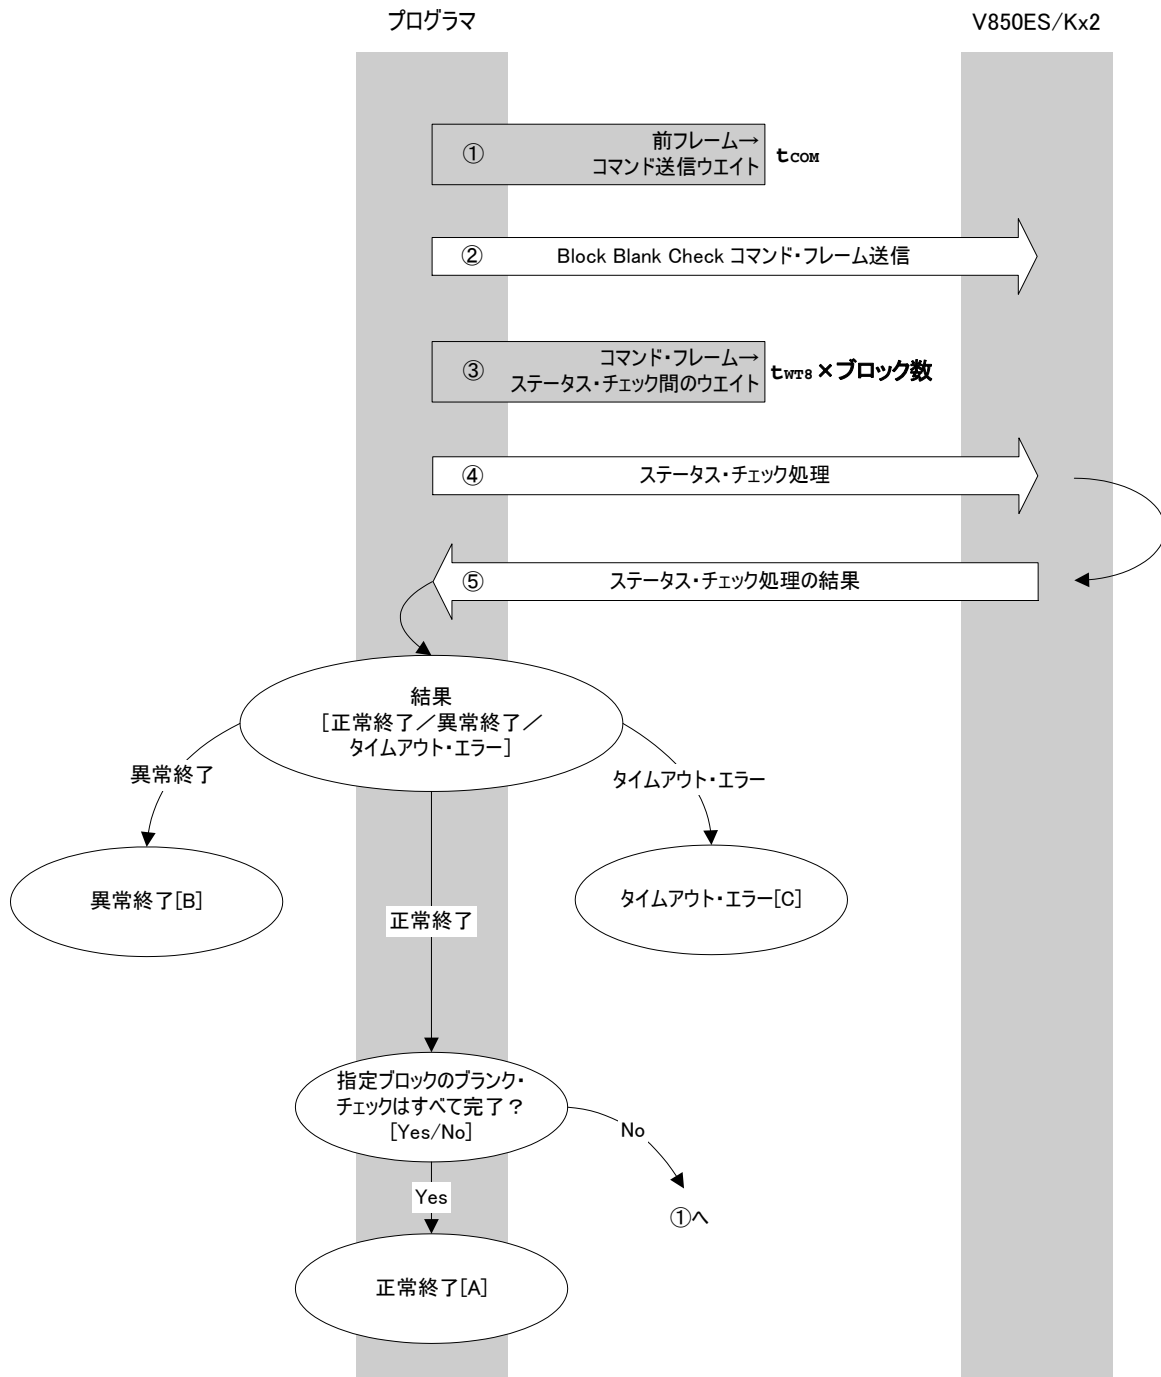 プログラマ
V850ES/Kx2
① 前フレーム→
コマンド送信ウエイト
tCOM
② Block Blank Check コマンド・フレーム送信
③ コマンド・フレーム→
ステータス・チェック間のウエイト
tWT8×ブロック数
④ ステータス・チェック処理
⑤ ステータス・チェック処理の結果
結果
[正常終了／異常終了／
タイムアウト・エラー]
異常終了
タイムアウト・エラー
異常終了[B]
タイムアウト・エラー[C]
正常終了
指定ブロックのブランク・
チェックはすべて完了？
[Yes/No]
No
Yes
①へ
正常終了[A]